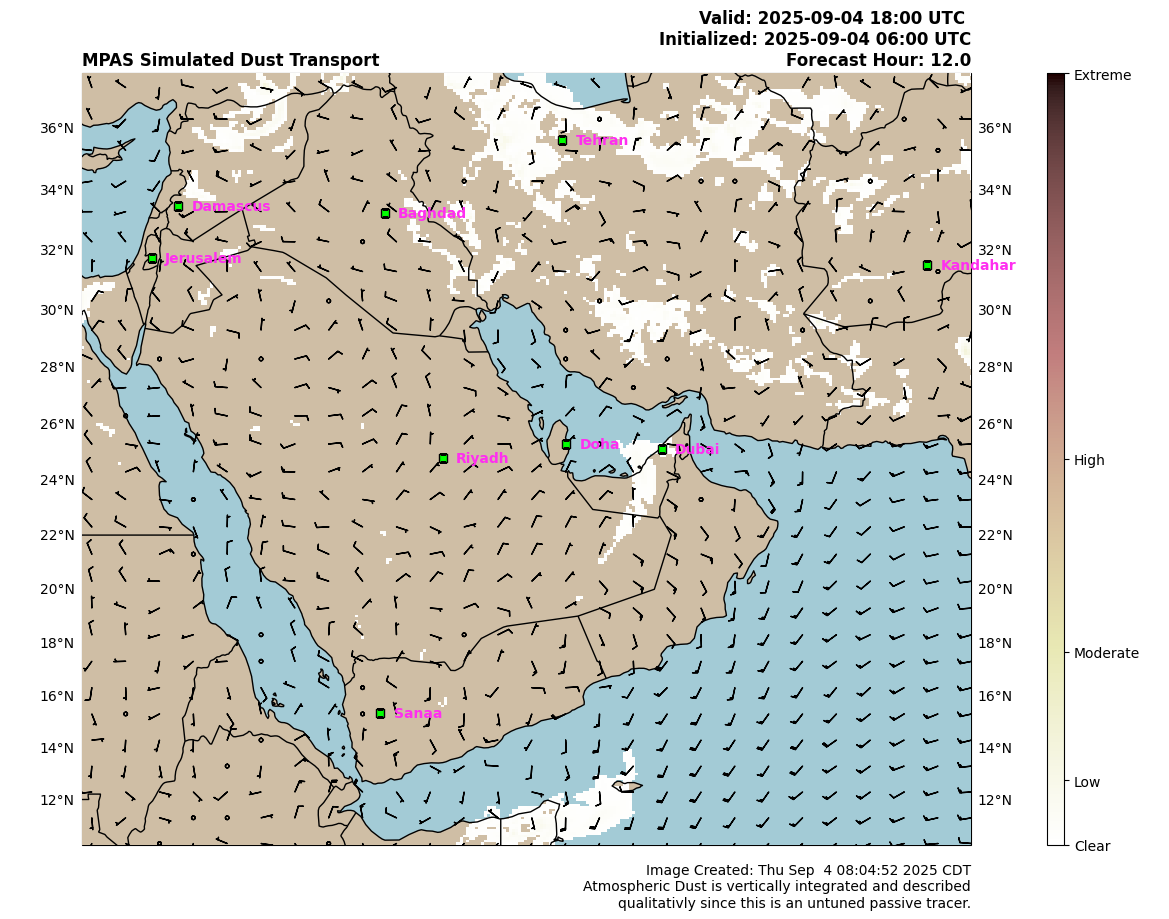 Valid: 2025-09-04 18:00 UTC
Initialized: 2025-09-04 06:00 UTC
MPAS Simulated Dust Transport
Forecast Hour: 12.0
Extreme
36°N
Tehran
36°N
34°N
Damascus
Baghdad
34°N
32°N
Jerusalem
32°N
Kandahar
30°N
30°N
28°N
28°N
26°N
26°N
Doha
Dubai
Riyadh
High
24°N
24°N
22°N
22°N
20°N
20°N
18°N
18°N
Moderate
16°N
16°N
Sanaa
14°N
14°N
Low
12°N
12°N
Clear
Image Created: Thu Sep  4 08:04:52 2025 CDT
Atmospheric Dust is vertically integrated and described
qualitativly since this is an untuned passive tracer.